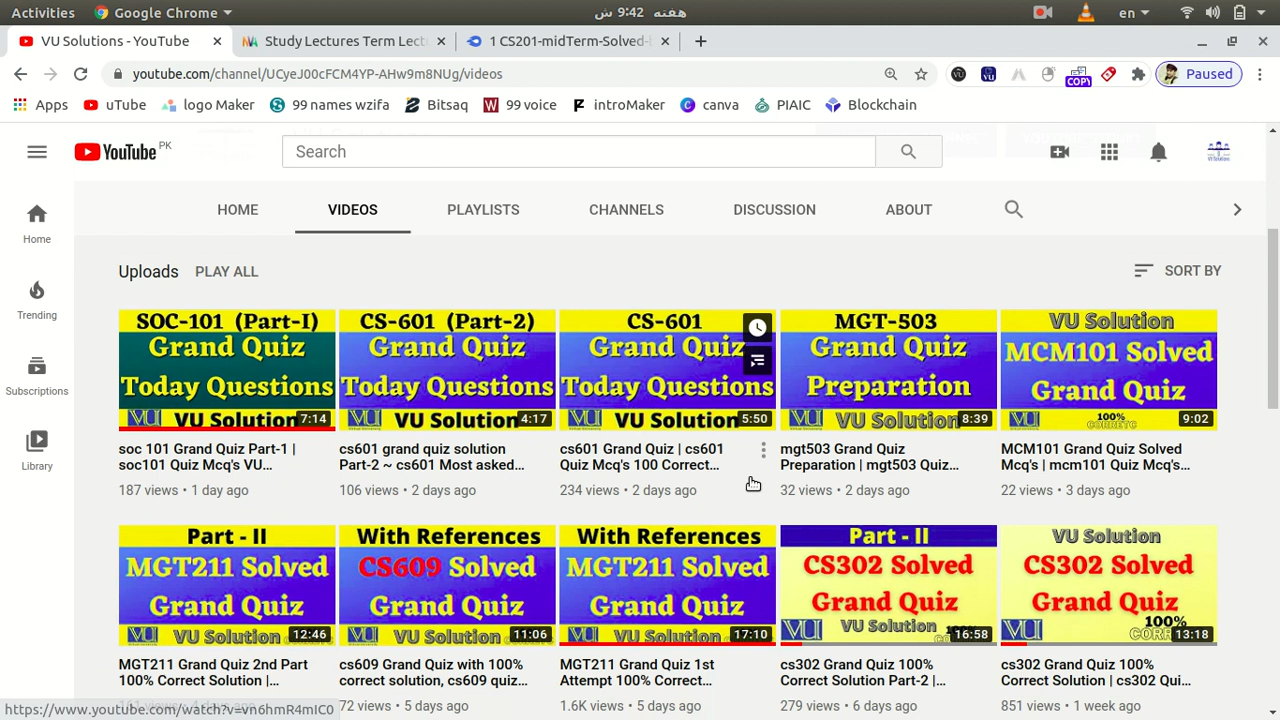 Activities
Google Chrome
هفته 9:42 ش
en
VU Solutions - YouTube
Study Lectures Term Lect
1 CS201-midTerm-Solved-
youtube.com/channel/UCyeJ00cFCM4YP-AHw9m8NUg/videos
COPY
Paused
Apps
uTube
logo Maker
99 names wzifa
Bitsaq
99 voice
introMaker
canva
PIAIC
Blockchain
YouTube PK
Search
HOME
VIDEOS
PLAYLISTS
CHANNELS
DISCUSSION
ABOUT
Home
Trending
Subscriptions
Library
Uploads
PLAY ALL
SORT BY
SOC-101 (Part-I)
Grand Quiz
Today Questions
VU Solution
7:14
soc 101 Grand Quiz Part-1 |
soc101 Quiz Mcq's VU...
187 views • 1 day ago
CS-601 (Part-2)
Grand Quiz
Today Questions
VU Solution
4:17
cs601 grand quiz solution
Part-2 ~ cs601 Most asked...
106 views • 2 days ago
CS-601
Grand Quiz
Today Questions
VU Solution
5:50
cs601 Grand Quiz | cs601
Quiz Mcq's 100 Correct...
234 views • 2 days ago
MGT-503
Grand Quiz
Preparation
VU Solution
8:39
mgt503 Grand Quiz
Preparation | mgt503 Quiz...
32 views • 2 days ago
VU Solution
MCM101 Solved
Grand Quiz
100%
9:02
MCM101 Grand Quiz Solved
Mcq's | mcm101 Quiz Mcq's...
22 views • 3 days ago
Part - II
MGT211 Solved
Grand Quiz
VU Solution
12:46
MGT211 Grand Quiz 2nd Part
100% Correct Solution |...
With References
CS609 Solved
Grand Quiz
VU Solution
11:06
cs609 Grand Quiz with 100%
correct solution, cs609 quiz...
72 views • 5 days ago
With References
MGT211 Solved
Grand Quiz
VU Solution
17:10
MGT211 Grand Quiz 1st
Attempt 100% Correct...
1.6K views • 5 days ago
Part - II
CS302 Solved
Grand Quiz
VU Solution
100%
16:58
cs302 Grand Quiz 100%
Correct Solution Part-2 |...
279 views • 6 days ago
VU Solution
CS302 Solved
Grand Quiz
100%
13:18
cs302 Grand Quiz 100%
Correct Solution | cs302 Qui...
851 views • 1 week ago
https://www.youtube.com/watch?v=vn6hmR4mIC0